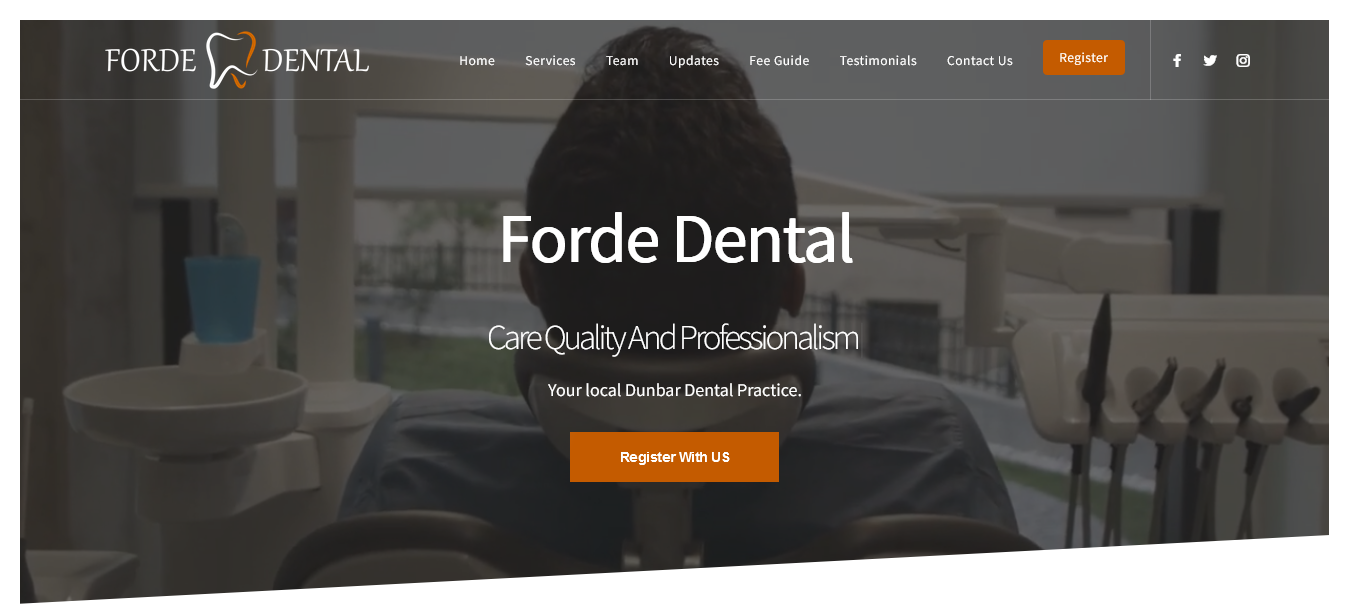 FORDE DENTAL
Home Services Team Updates Fee Guide Testimonials Contact Us Register
Forde Dental
Care Quality And Professionalism
Your local Dunbar Dental Practice.
Register With US